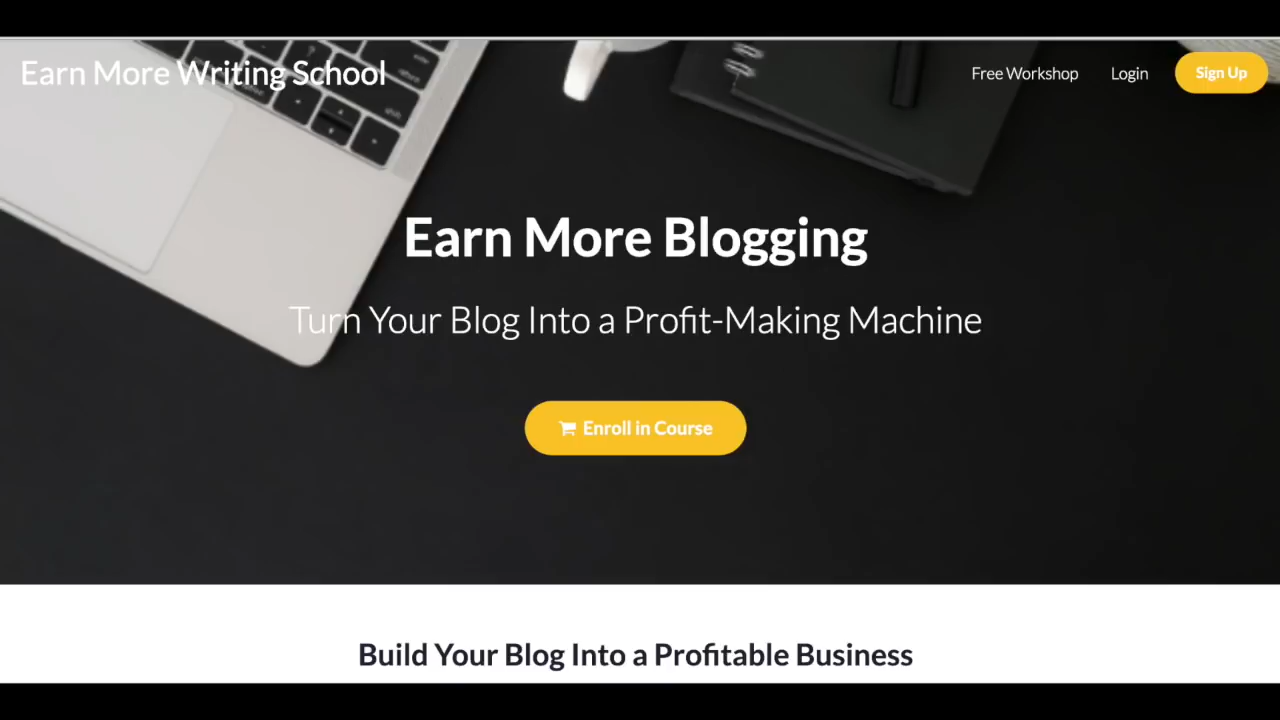 Earn More Writing School
Free Workshop
Login
Sign Up
Earn More Blogging
Turn Your Blog Into a Profit-Making Machine
Enroll in Course
Build Your Blog Into a Profitable Business